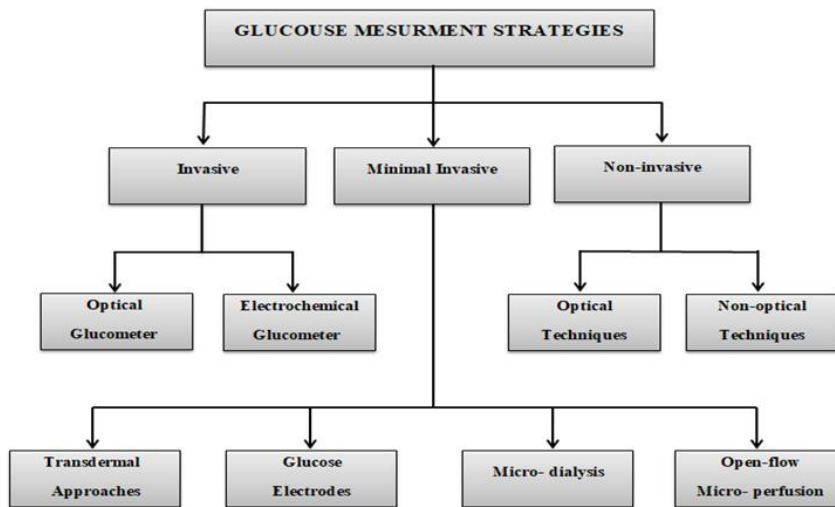 GLUCOUSE MESURMENT STRATEGIES
Invasive
Minimal Invasive
Non-invasive
Optical
Glucometer
Electrochemical
Glucometer
Optical
Techniques
Non-optical
Techniques
Transdermal
Approaches
Glucose
Electrodes
Micro- dialysis
Open-flow
Micro- perfusion